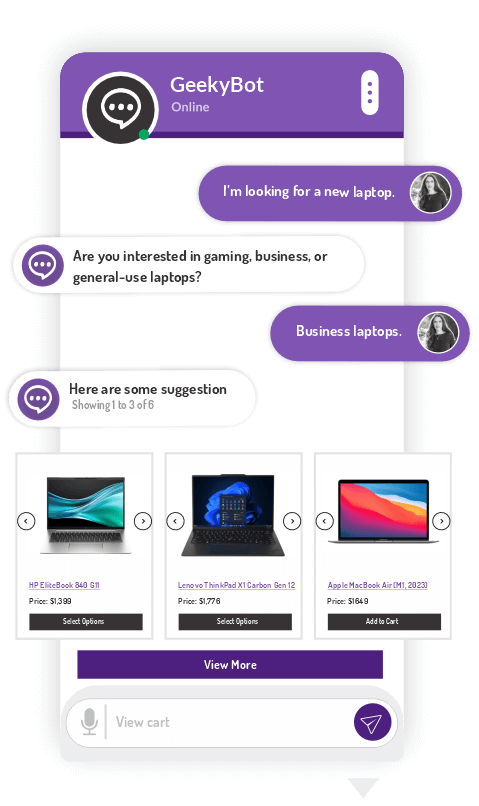 GeekyBot
Online
I'm looking for a new laptop.
Are you interested in gaming, business, or
general-use laptops?
Business laptops.
Here are some suggestion
Showing 1 to 3 of 6
HP EliteBook 840 G11
Price: $1,399
Select Options
Lenovo ThinkPad X1 Carbon Gen 12
Price: $1,776
Select Options
Apple MacBook Air (M1, 2023)
Price: $1649
Add to Cart
View More
View cart